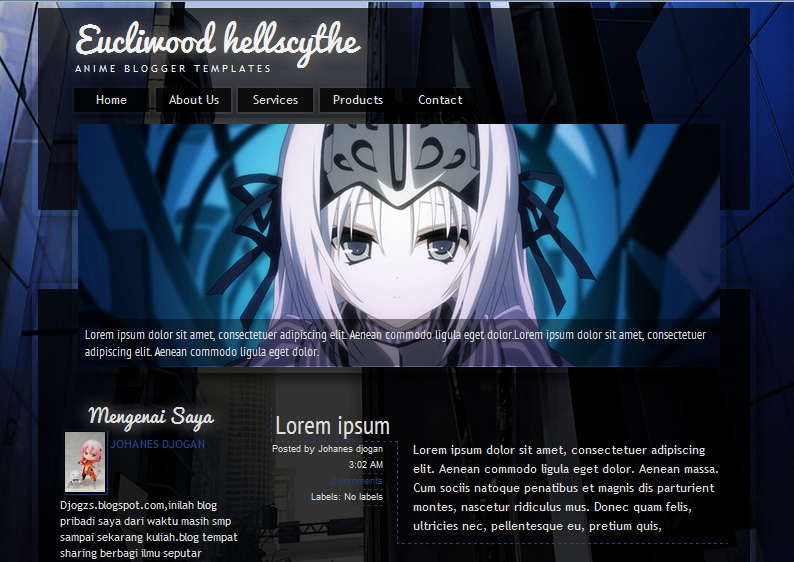 Eucliwood hellscythe
ANIME BLOGGER TEMPLATES
Home
About Us
Services
Products
Contact
Lorem ipsum dolor sit amet, consectetuer adipiscing elit. Aenean commodo ligula eget dolor.Lorem ipsum dolor sit amet, consectetuer
adipiscing elit. Aenean commodo ligula eget dolor.
Mengenai Saya
JOHANES DJOGAN
Djogzs.blogspot.com,inilah blog
pribadi saya dari waktu masih smp
sampai sekarang kuliah.blog tempat
sharing berbagi ilmu seputar
Lorem ipsum
Posted by Johanes djogan
3:02 AM
2 comments
Labels: No labels
Lorem ipsum dolor sit amet, consectetuer adipiscing
elit. Aenean commodo ligula eget dolor. Aenean massa.
Cum sociis natoque penatibus et magnis dis parturient
montes, nascetur ridiculus mus. Donec quam felis,
ultricies nec, pellentesque eu, pretium quis,